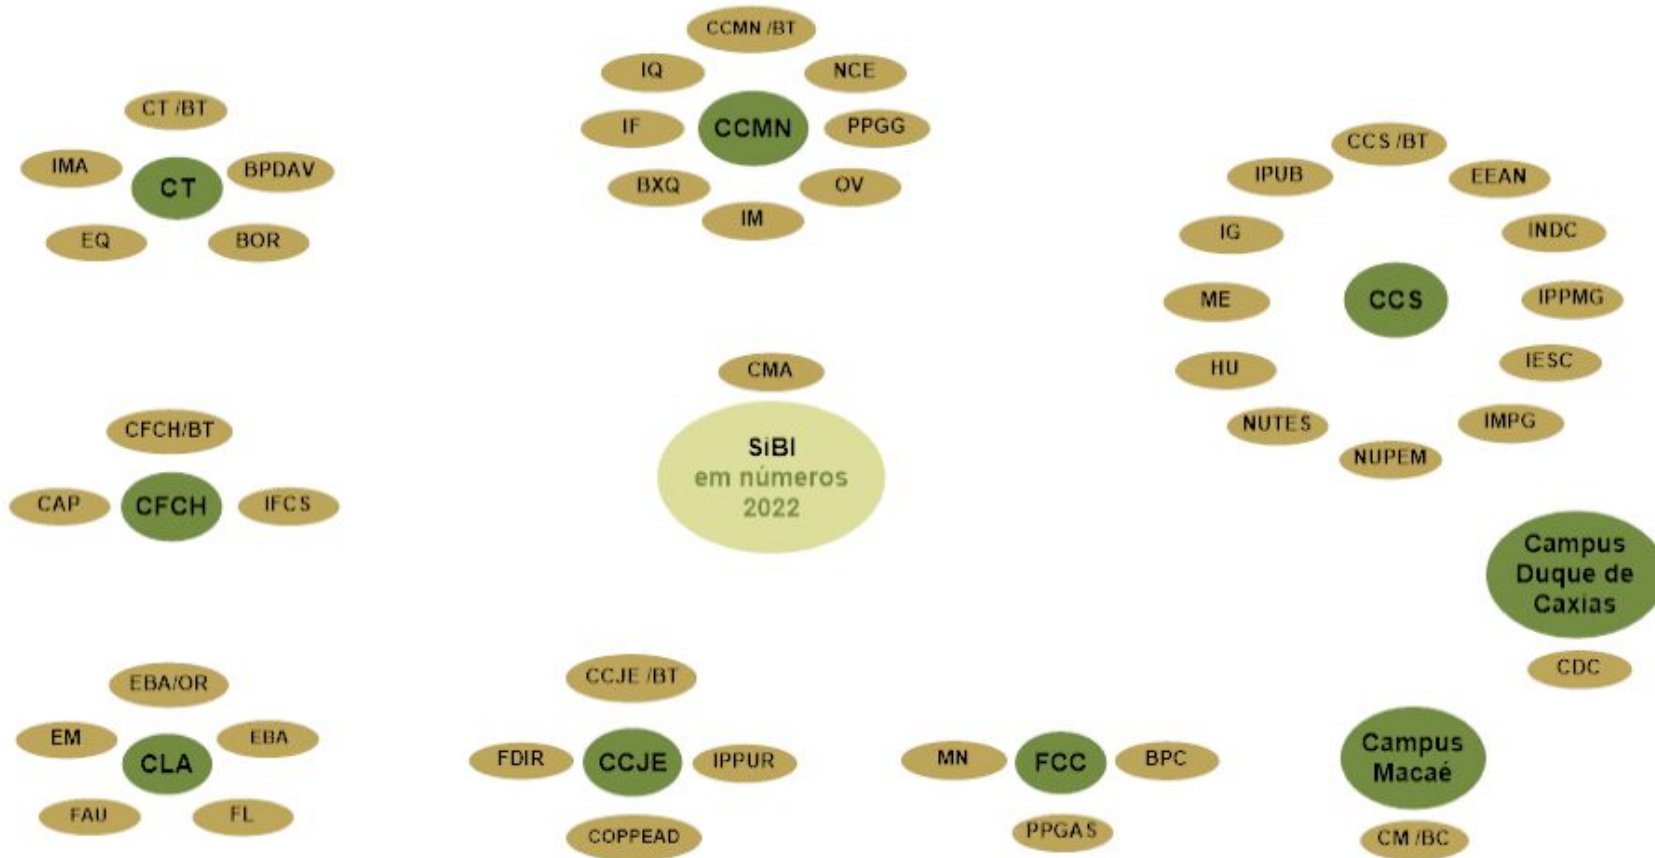 CT /BT
IMA
CT
BPDAV
EQ
BOR
CCMN /BT
IQ
NCE
IF
CCMN
PPGG
BXQ
OV
IM
CCS /BT
IPUB
EEAN
IG
INDC
ME
CCS
IPPMG
HU
IESC
NUTES
IMPG
NUPEM
CMA
SiBI
em números
2022
CFCH/BT
CAP
CFCH
IFCS
Campus
Duque de
Caxias
CDC
EBA/OR
EM
EBA
CLA
FAU
FL
CCJE /BT
FDIR
CCJE
IPPUR
COPPEAD
MN
FCC
BPC
PPGAS
Campus
Macaé
CM /BC